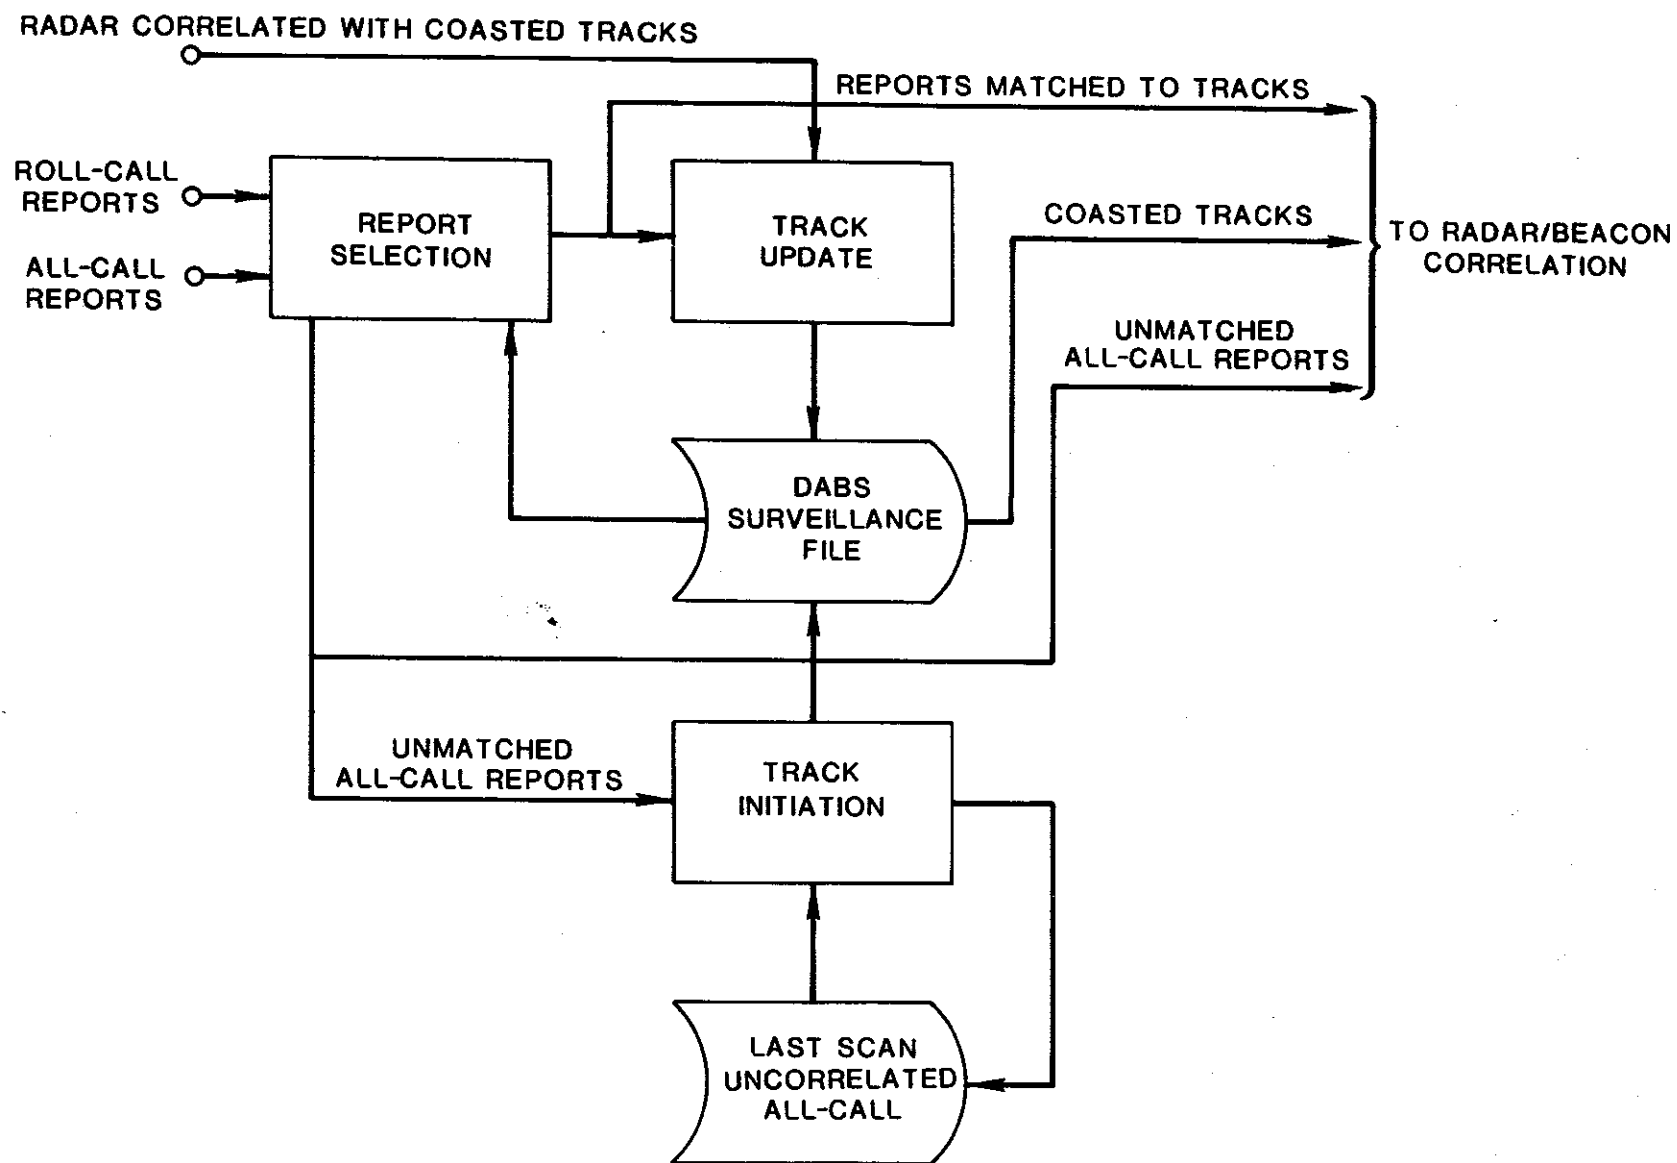 RADAR CORRELATED WITH COASTED TRACKS
REPORTS MATCHED TO TRACKS
ROLL-CALL
REPORTS
ALL-CALL
REPORTS
REPORT
SELECTION
TRACK
UPDATE
COASTED TRACKS
TO RADAR/BEACON
CORRELATION
UNMATCHED
ALL-CALL REPORTS
DABS
SURVEILLANCE
FILE
UNMATCHED
ALL-CALL REPORTS
TRACK
INITIATION
LAST SCAN
UNCORRELATED
ALL-CALL